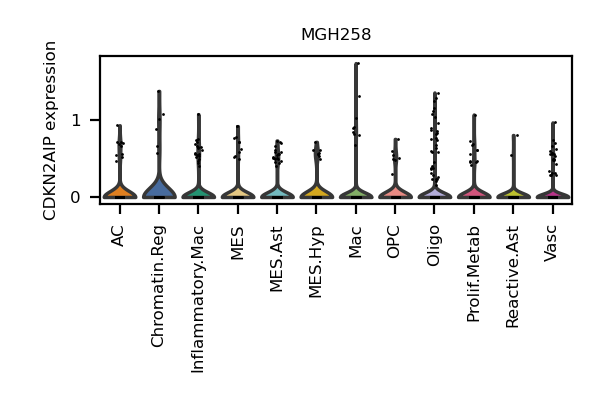 MGH258
CDKN2AIP expression
1
0
AC
Chromatin.Reg
Inflammatory.Mac
MES
MES.Ast
MES.Hyp
Mac
OPC
Oligo
Prolif.Metab
Reactive.Ast
Vasc